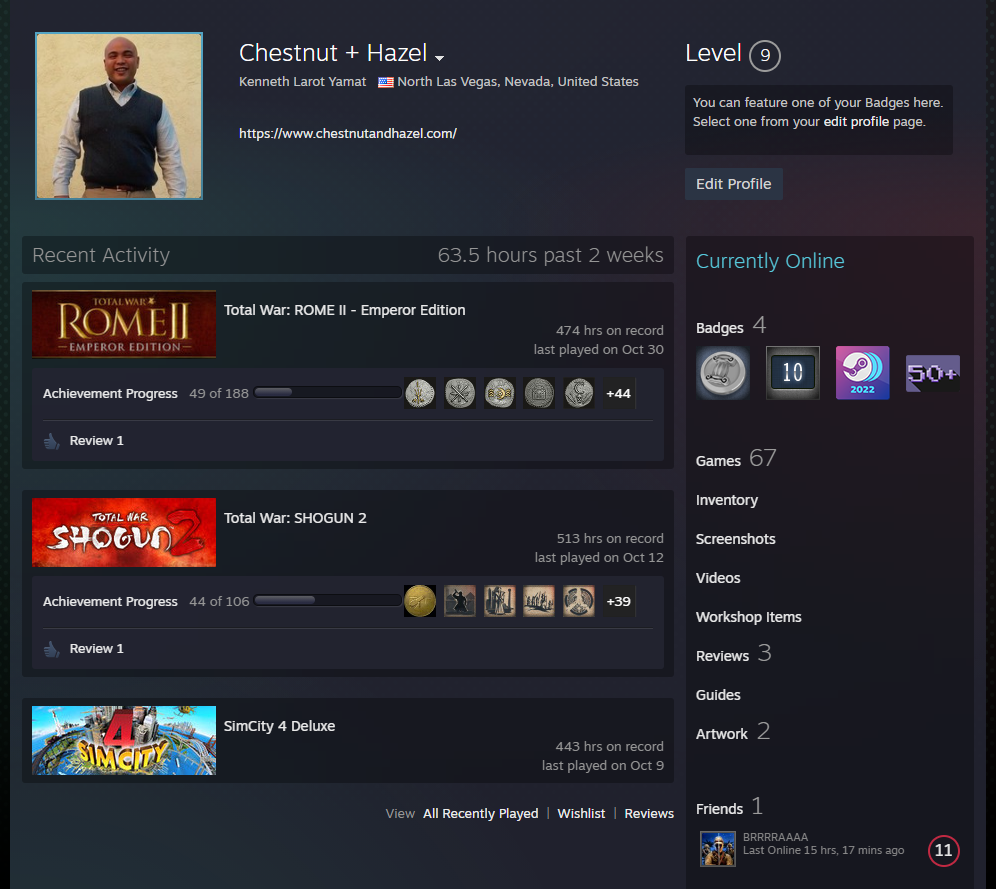 Chestnut + Hazel
Kenneth Larot Yamat North Las Vegas, Nevada, United States
https://www.chestnutandhazel.com/
Level 9
You can feature one of your Badges here.
Select one from your edit profile page.
Edit Profile
Recent Activity 63.5 hours past 2 weeks
TOTAL WAR
ROME II
EMPEROR EDITION
Total War: ROME II - Emperor Edition
474 hrs on record
last played on Oct 30
Achievement Progress 49 of 188 +44
Review 1
TOTAL WAR
SHOGUN 2
Total War: SHOGUN 2
513 hrs on record
last played on Oct 12
Achievement Progress 44 of 106 +39
Review 1
4
SIMCITY
SimCity 4 Deluxe
443 hrs on record
last played on Oct 9
View All Recently Played | Wishlist | Reviews
Currently Online
Badges 4
10
2022
50+
Games 67
Inventory
Screenshots
Videos
Workshop Items
Reviews 3
Guides
Artwork 2
Friends 1
BRRRRAAAA
Last Online 15 hrs, 17 mins ago
11